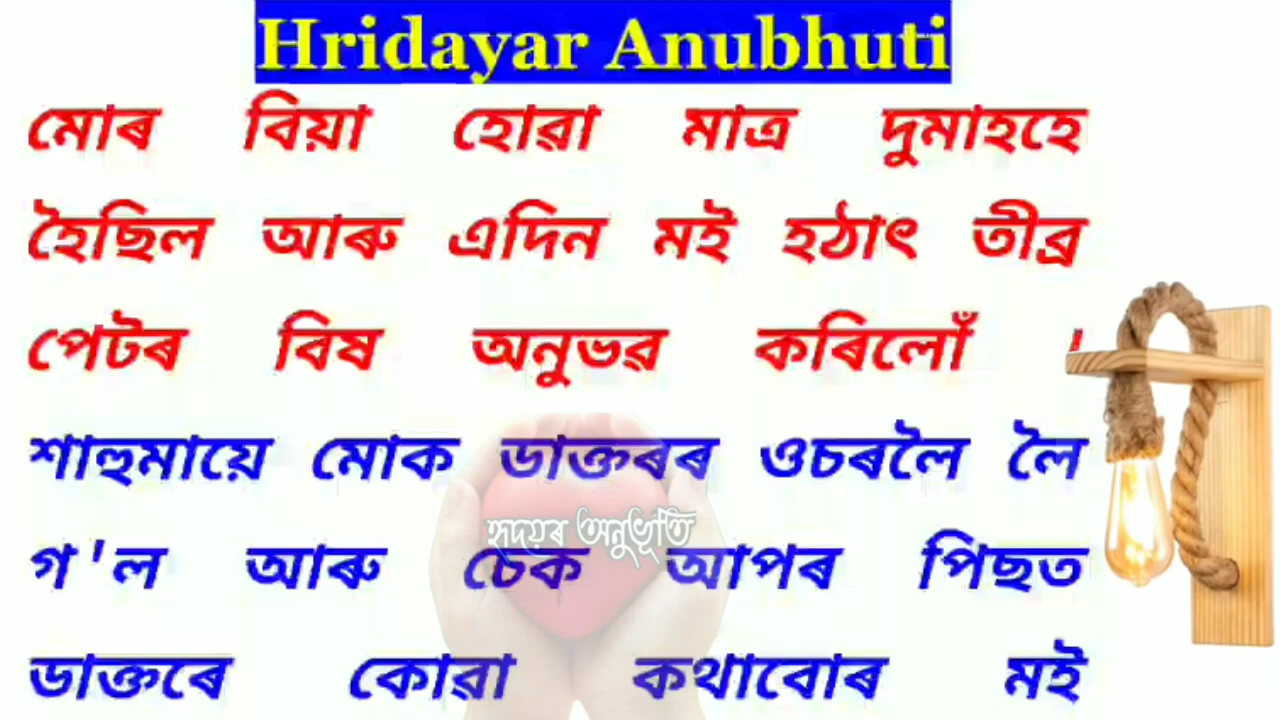 Hridayar Anubhuti
মোৰ বিয়া হোৱা মাত্ৰ দুমাহহে
হৈছিল আৰু এদিন মই হঠাৎ তীব্ৰ
পেটৰ বিষ অনুভৱ কৰিলোঁ ।
শাহুমায়ে মোক ডাক্তৰৰ ওচৰলৈ লৈ
গ'ল আৰু চেক আপৰ পিছত
হৃদয়ৰ অনুভূতি
ডাক্তৰে কোৱা কথাবোৰ মই